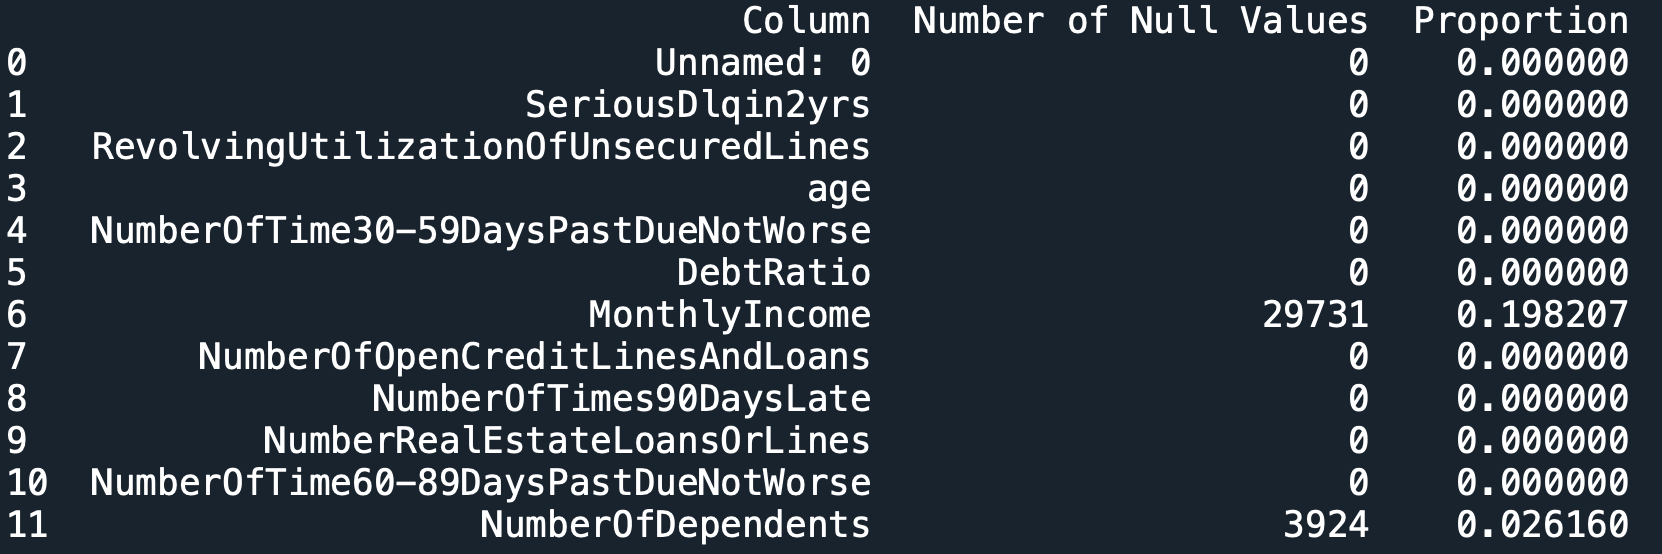 Column Number of Null Values Proportion
0 Unnamed: 0 0 0.000000
1 SeriousDlqin2yrs 0 0.000000
2 RevolvingUtilizationOfUnsecuredLines 0 0.000000
3 age 0 0.000000
4 NumberOfTime30-59DaysPastDueNotWorse 0 0.000000
5 DebtRatio 0 0.000000
6 MonthlyIncome 29731 0.198207
7 NumberOfOpenCreditLinesAndLoans 0 0.000000
8 NumberOfTimes90DaysLate 0 0.000000
9 NumberRealEstateLoansOrLines 0 0.000000
10 NumberOfTime60-89DaysPastDueNotWorse 0 0.000000
11 NumberOfDependents 3924 0.026160